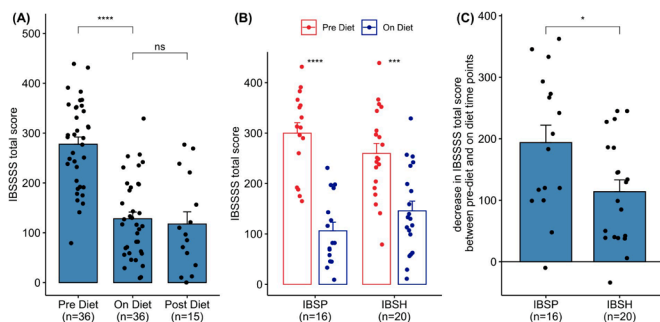 (A)
****
ns
IBSSSS total score
500
400
300
200
100
0
Pre Diet
(n=36)
On Diet
(n=36)
Post Diet
(n=15)
(B)
Pre Diet
On Diet
****
***
IBSSSS total score
500
400
300
200
100
0
IBSP
(n=16)
IBSH
(n=20)
(C)
*
decrease in IBSSSS total score
between pre-diet and on diet time points
400
300
200
100
0
IBSP
(n=16)
IBSH
(n=20)